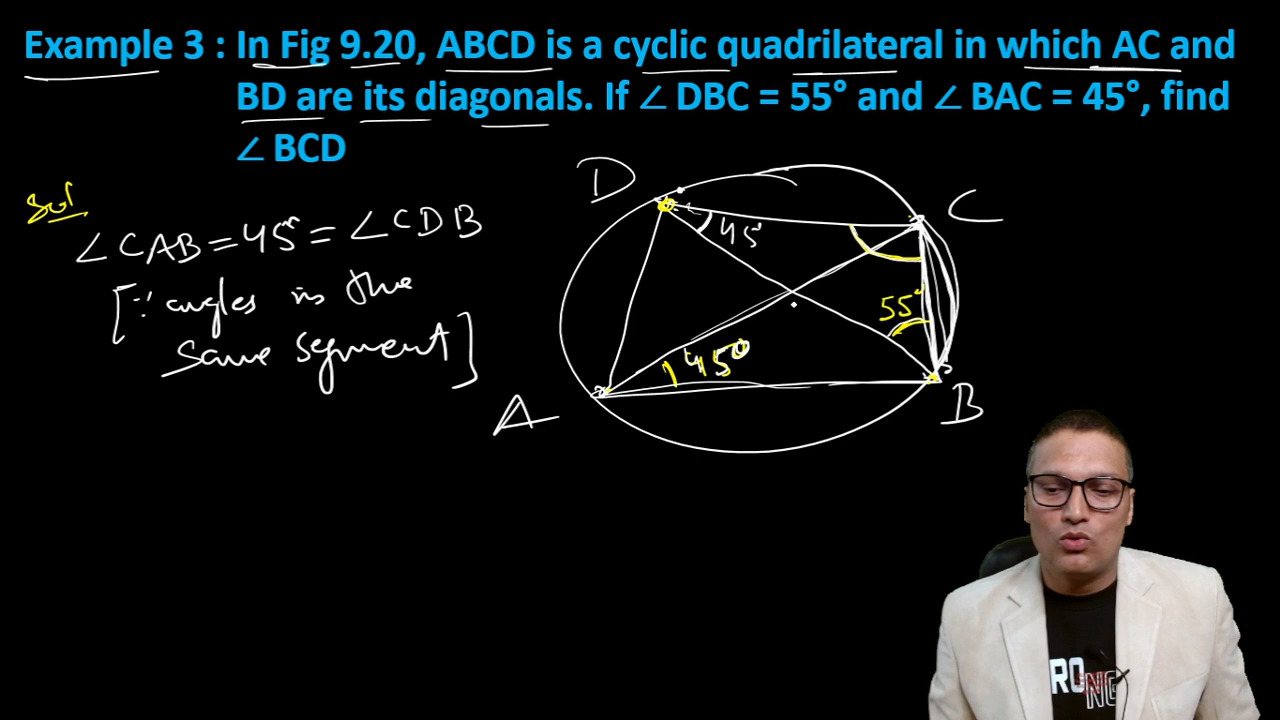 Example 3 : In Fig 9.20, ABCD is a cyclic quadrilateral in which AC and
BD are its diagonals. If ∠ DBC = 55° and ∠ BAC = 45°, find
∠ BCD
Sol
∠CAB = 45° = ∠CDB
[∵ angles in the
same segment]
D
C
45°
55°
45°
A
B